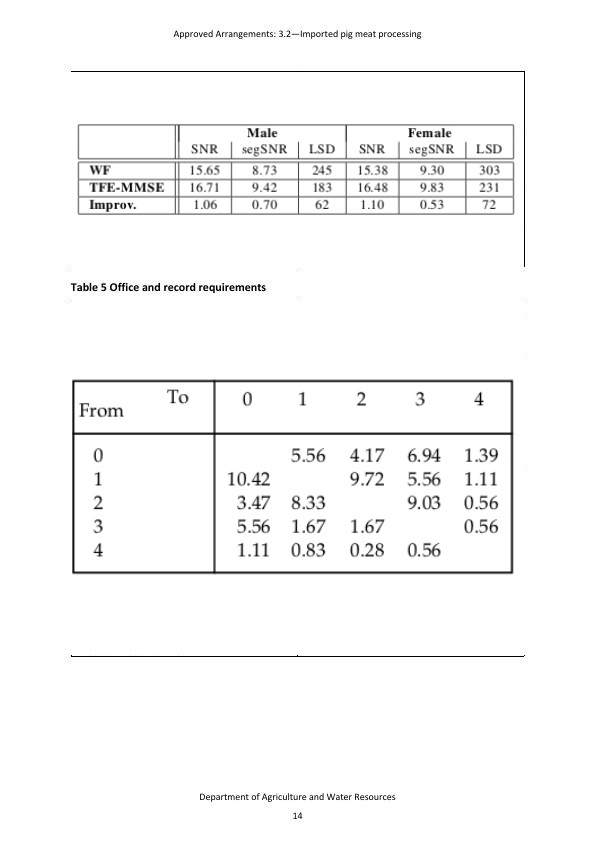 Approved Arrangements: 3.2—Imported pig meat processing
Male Female
SNR segSNR LSD SNR segSNR LSD
WF 15.65 8.73 245 15.38 9.30 303
TFE-MMSE 16.71 9.42 183 16.48 9.83 231
Improv. 1.06 0.70 62 1.10 0.53 72
Table 5 Office and record requirements
From To 0 1 2 3 4
0 5.56 4.17 6.94 1.39
1 10.42 9.72 5.56 1.11
2 3.47 8.33 9.03 0.56
3 5.56 1.67 1.67 0.56
4 1.11 0.83 0.28 0.56
Department of Agriculture and Water Resources
14